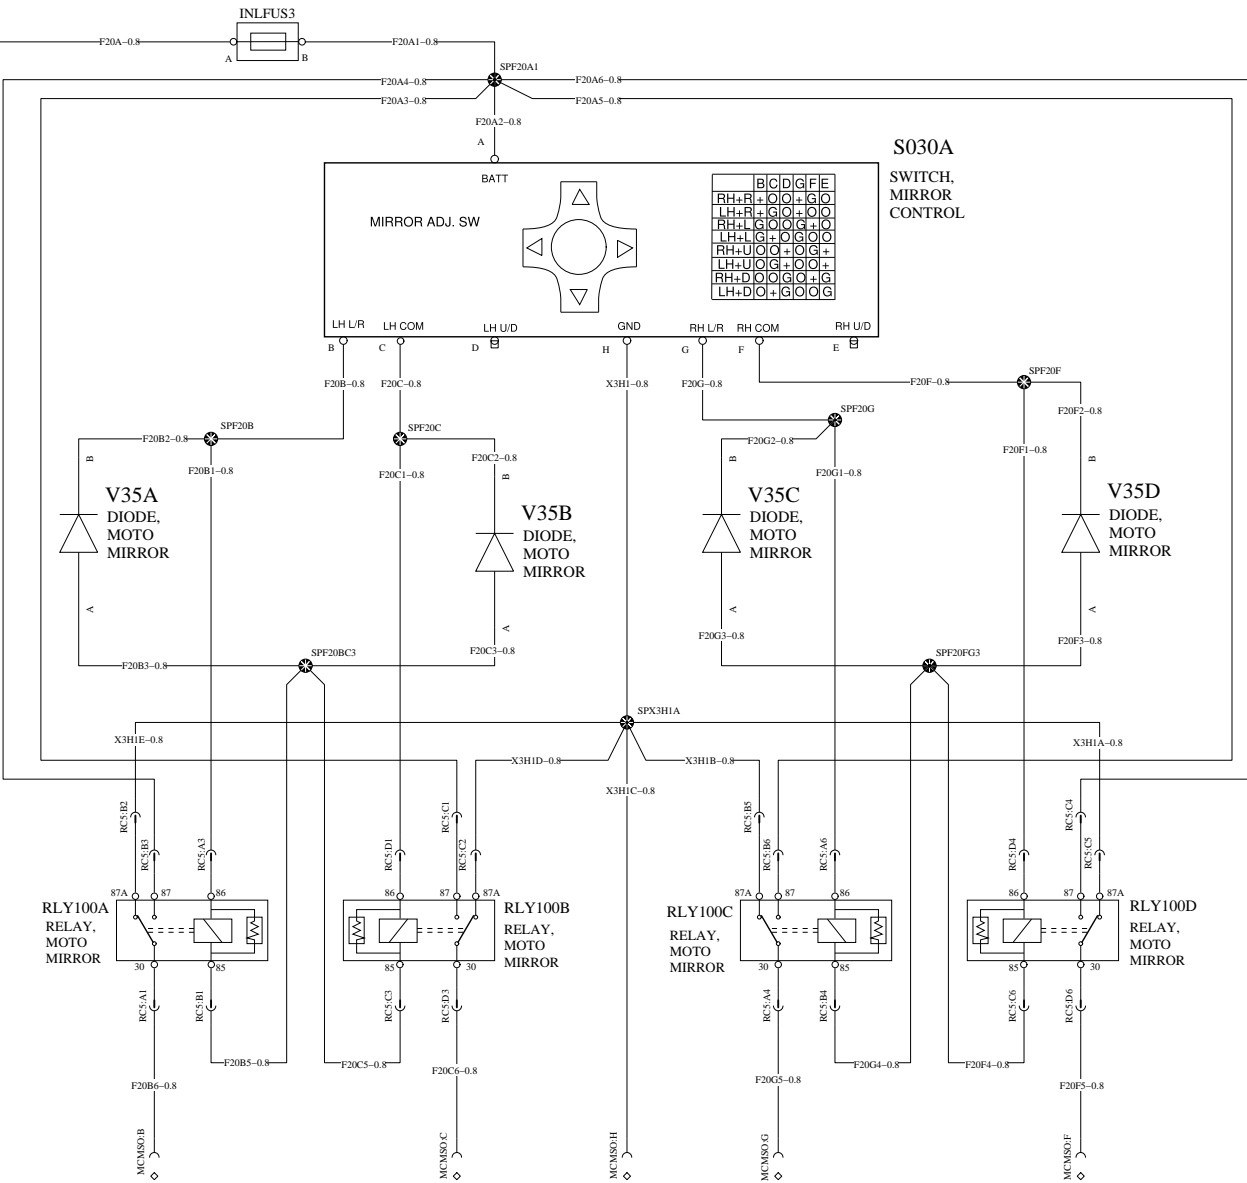 INLFUS3
F20A-0.8
A
B
F20A1-0.8
SPF20A1
F20A4-0.8
F20A6-0.8
F20A3-0.8
F20A5-0.8
F20A2-0.8
A
S030A
SWITCH,
MIRROR
CONTROL
BATT
MIRROR ADJ. SW
B C D G F E
RH+R + O O + G O
LH+R + G O + O O
RH+L G O O G + O
LH+L G + O G O O
RH+U O O + O G +
LH+U O G + O O +
RH+D O O G O + G
LH+D O + G O O G
LH L/R
LH COM
LH U/D
GND
RH L/R
RH COM
RH U/D
B
C
D
H
G
F
E
F20B-0.8
F20C-0.8
X3H1-0.8
F20G-0.8
F20F-0.8
SPF20F
SPF20B
SPF20C
SPF20G
F20F2-0.8
F20B2-0.8
F20G2-0.8
F20F1-0.8
B
F20B1-0.8
F20C2-0.8
F20C1-0.8
B
B
F20G1-0.8
B
V35A
DIODE,
MOTO
MIRROR
V35B
DIODE,
MOTO
MIRROR
V35C
DIODE,
MOTO
MIRROR
V35D
DIODE,
MOTO
MIRROR
A
A
A
A
F20G3-0.8
F20F3-0.8
F20B3-0.8
SPF20BC3
F20C3-0.8
SPF20FG3
SPX3H1A
X3H1E-0.8
X3H1D-0.8
X3H1B-0.8
X3H1A-0.8
X3H1C-0.8
RC5:B2
RC5:B3
RC5:A3
RC5:D1
RC5:C1
RC5:C2
RC5:B5
RC5:B6
RC5:A6
RC5:D4
RC5:C4
RC5:C5
87A
87
86
86
87
87A
87A
87
86
86
87
87A
RLY100A
RELAY,
MOTO
MIRROR
RLY100B
RELAY,
MOTO
MIRROR
RLY100C
RELAY,
MOTO
MIRROR
RLY100D
RELAY,
MOTO
MIRROR
30
85
85
30
30
85
85
30
RC5:A1
RC5:B1
RC5:C3
RC5:D3
RC5:A4
RC5:B4
RC5:C6
RC5:D6
F20B5-0.8
F20C5-0.8
F20G4-0.8
F20F4-0.8
F20B6-0.8
F20C6-0.8
F20G5-0.8
F20F5-0.8
MCMSO:B
MCMSO:C
MCMSO:H
MCMSO:G
MCMSO:F